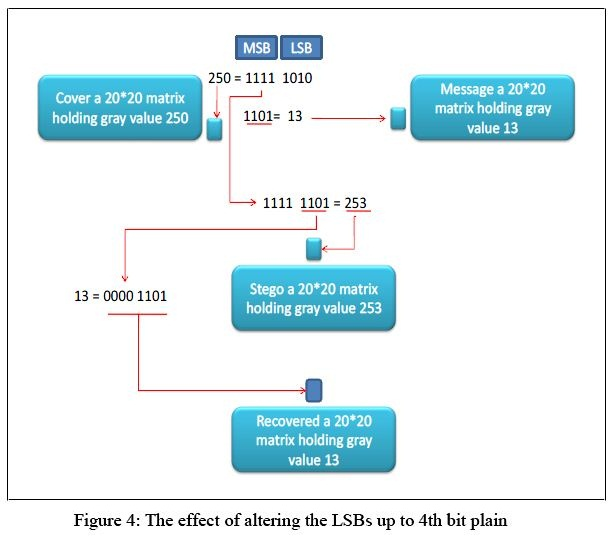 MSB LSB
250 = 1111 1010
Cover a 20*20 matrix
holding gray value 250
Message a 20*20
matrix holding gray
value 13
1101= 13
1111 1101 = 253
Stego a 20*20 matrix
holding gray value 253
13 = 0000 1101
Recovered a 20*20
matrix holding gray
value 13
Figure 4: The effect of altering the LSBs up to 4th bit plain